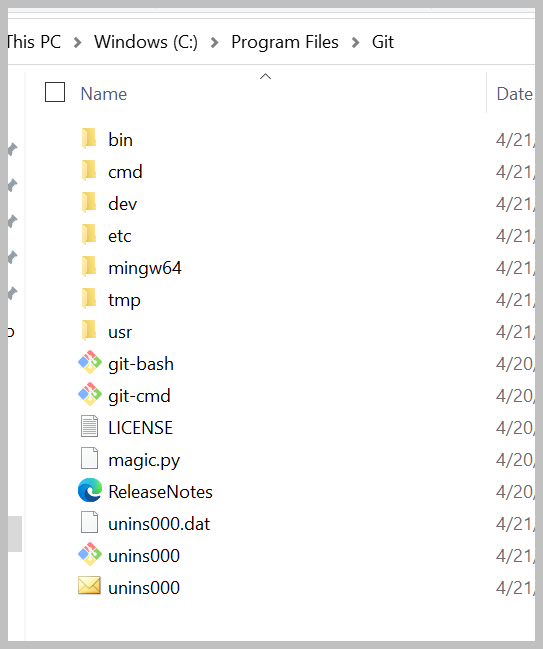 This PC > Windows (C:) > Program Files > Git
Name Date
bin 4/21/
cmd 4/21/
dev 4/21/
etc 4/21/
mingw64 4/21/
tmp 4/21/
usr 4/21/
git-bash 4/20/
git-cmd 4/20/
LICENSE 4/20/
magic.py 4/20/
ReleaseNotes 4/20/
unins000.dat 4/21/
unins000 4/21/
unins000 4/21/